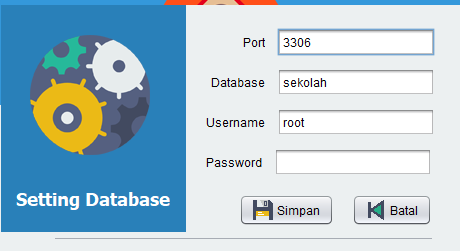 Port 3306
Database sekolah
Username root
Password
Setting Database
Simpan Batal